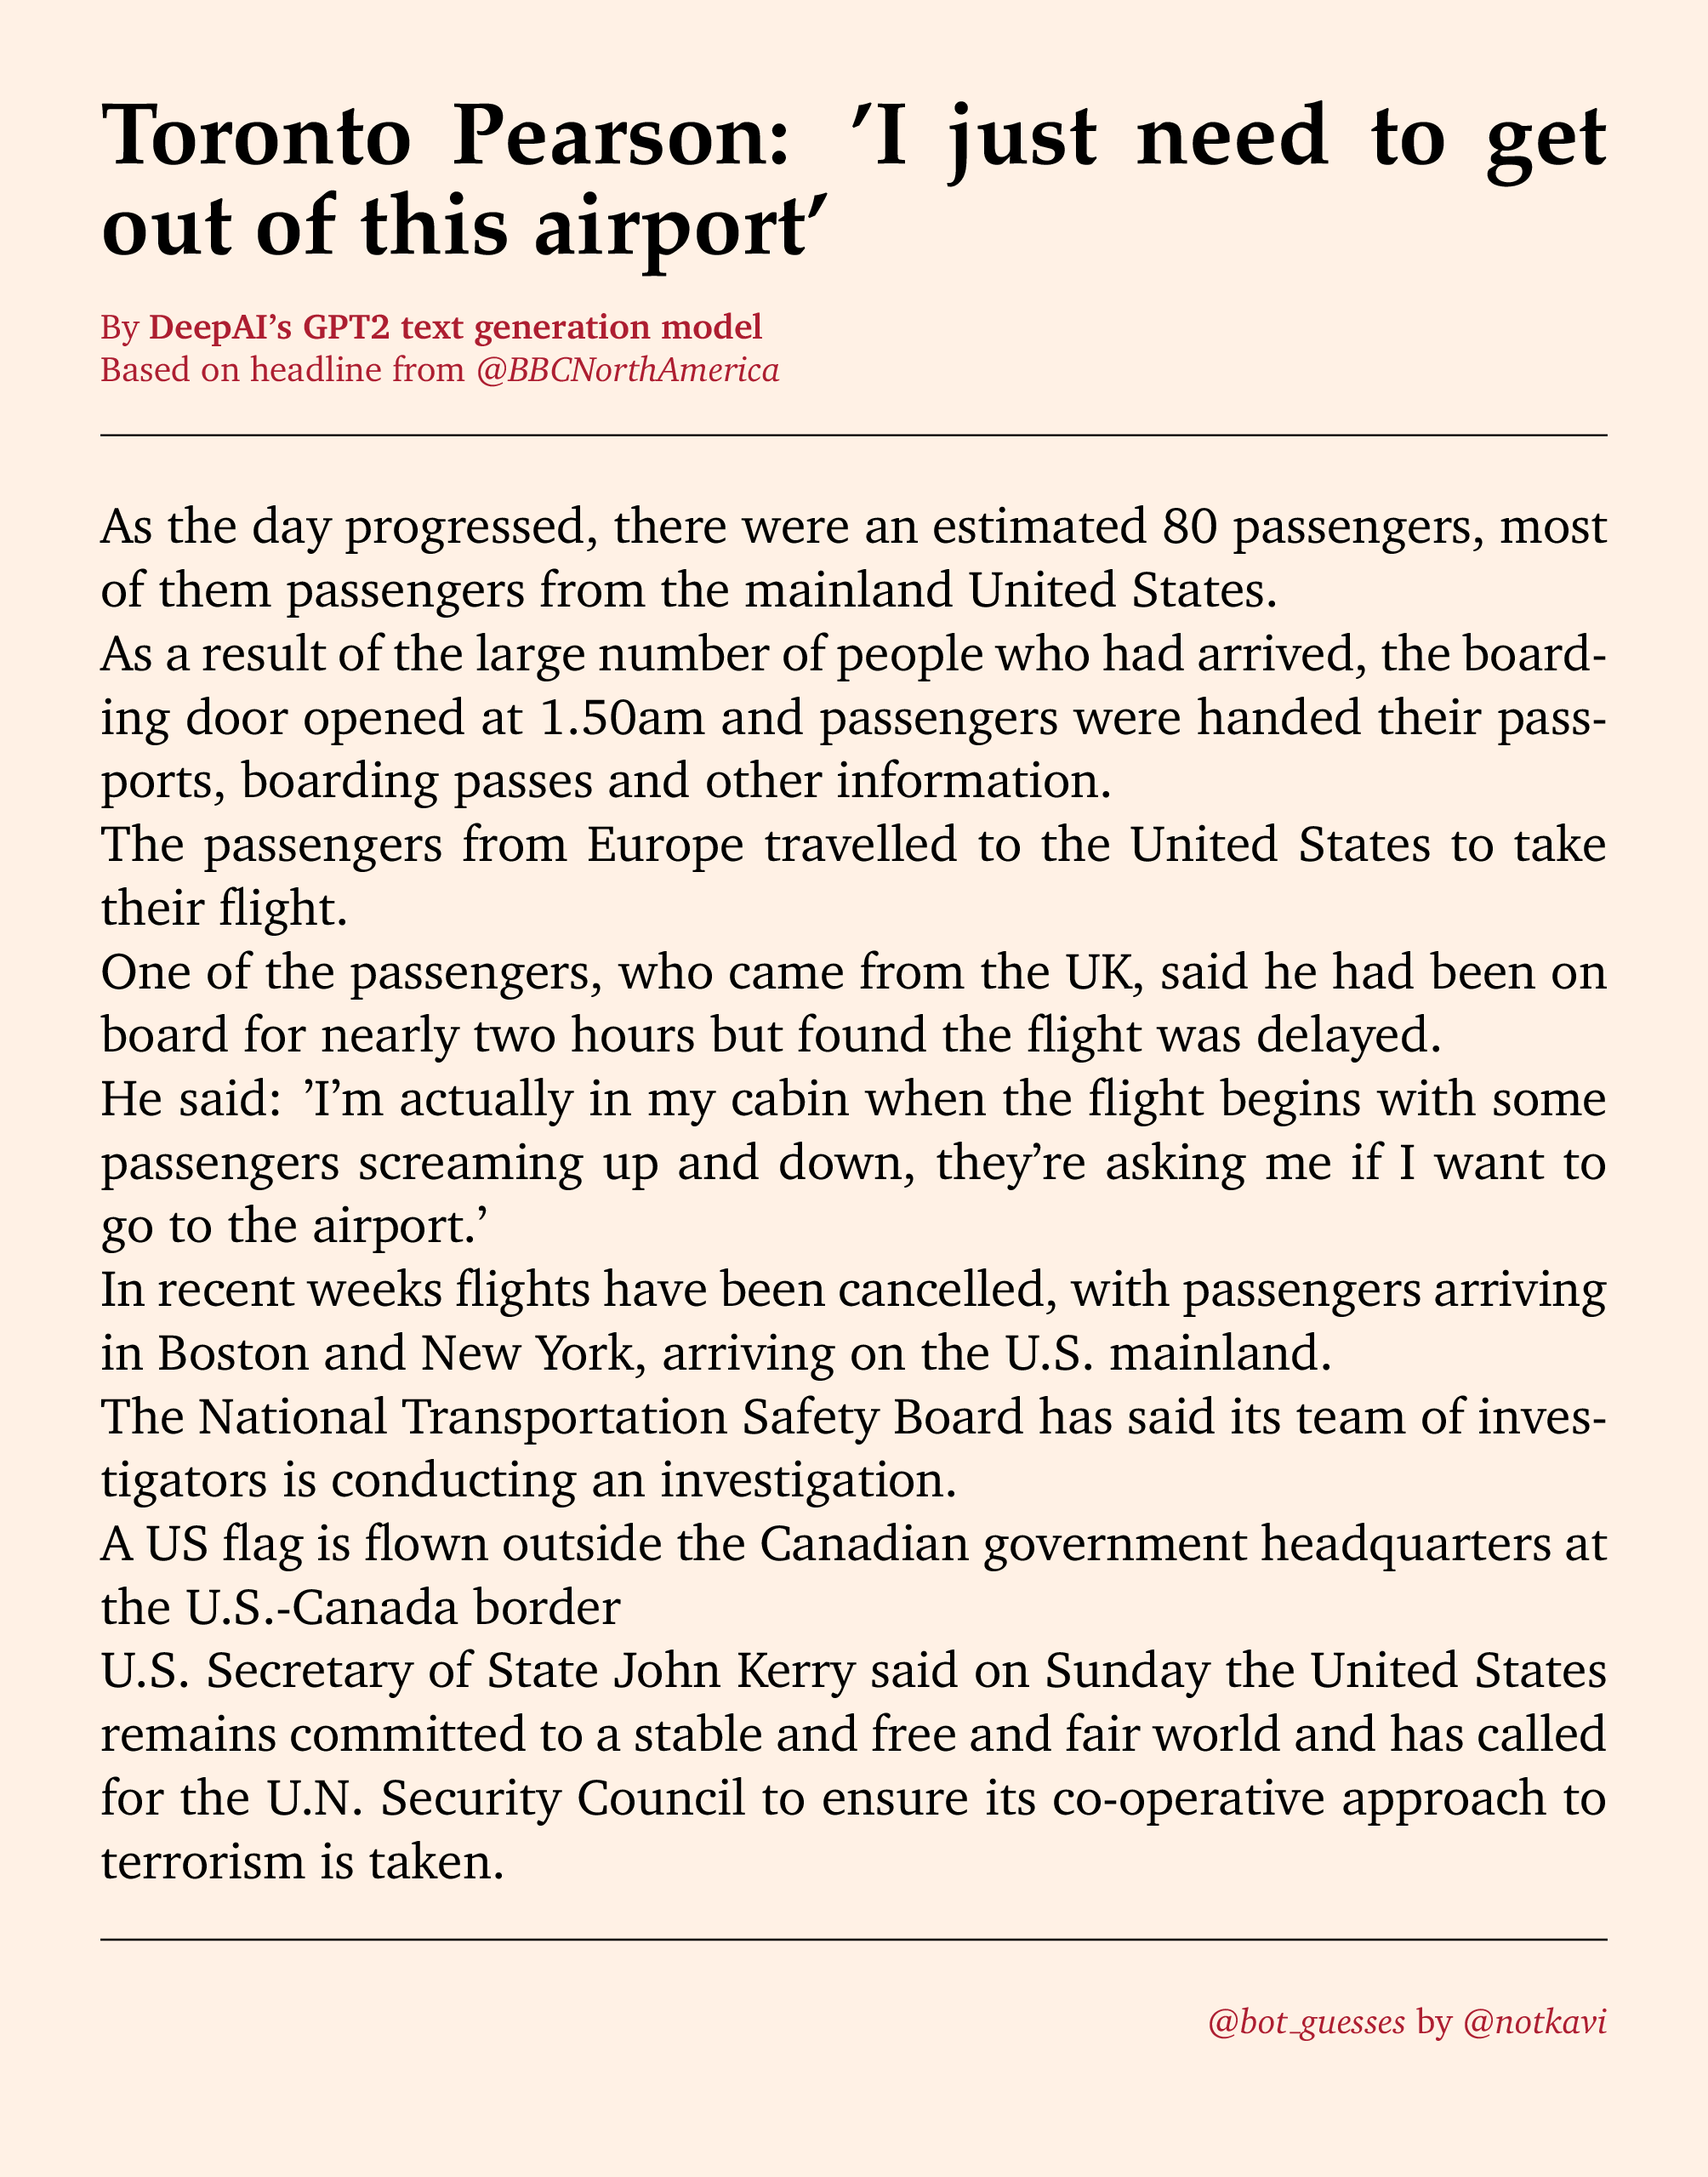 Toronto Pearson: ’I just need to get
out of this airport’
By DeepAI’s GPT2 text generation model
Based on headline from @BBCNorthAmerica
As the day progressed, there were an estimated 80 passengers, most
of them passengers from the mainland United States.
As a result of the large number of people who had arrived, the board-
ing door opened at 1.50am and passengers were handed their pass-
ports, boarding passes and other information.
The passengers from Europe travelled to the United States to take
their flight.
One of the passengers, who came from the UK, said he had been on
board for nearly two hours but found the flight was delayed.
He said: ’I’m actually in my cabin when the flight begins with some
passengers screaming up and down, they’re asking me if I want to
go to the airport.’
In recent weeks flights have been cancelled, with passengers arriving
in Boston and New York, arriving on the U.S. mainland.
The National Transportation Safety Board has said its team of inves-
tigators is conducting an investigation.
A US flag is flown outside the Canadian government headquarters at
the U.S.-Canada border
U.S. Secretary of State John Kerry said on Sunday the United States
remains committed to a stable and free and fair world and has called
for the U.N. Security Council to ensure its co-operative approach to
terrorism is taken.
@bot_guesses by @notkavi